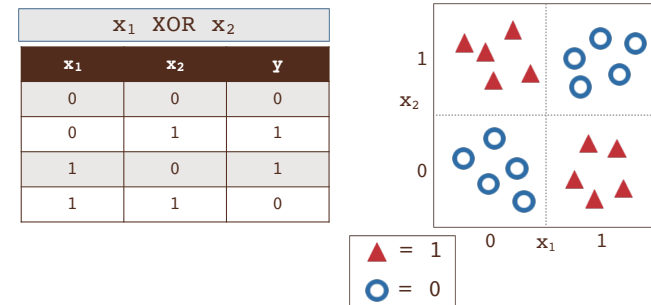 x₁ XOR x₂
x₁ x₂ y
0 0 0
0 1 1
1 0 1
1 1 0
1
x₂
0
0 x₁ 1
= 1
= 0